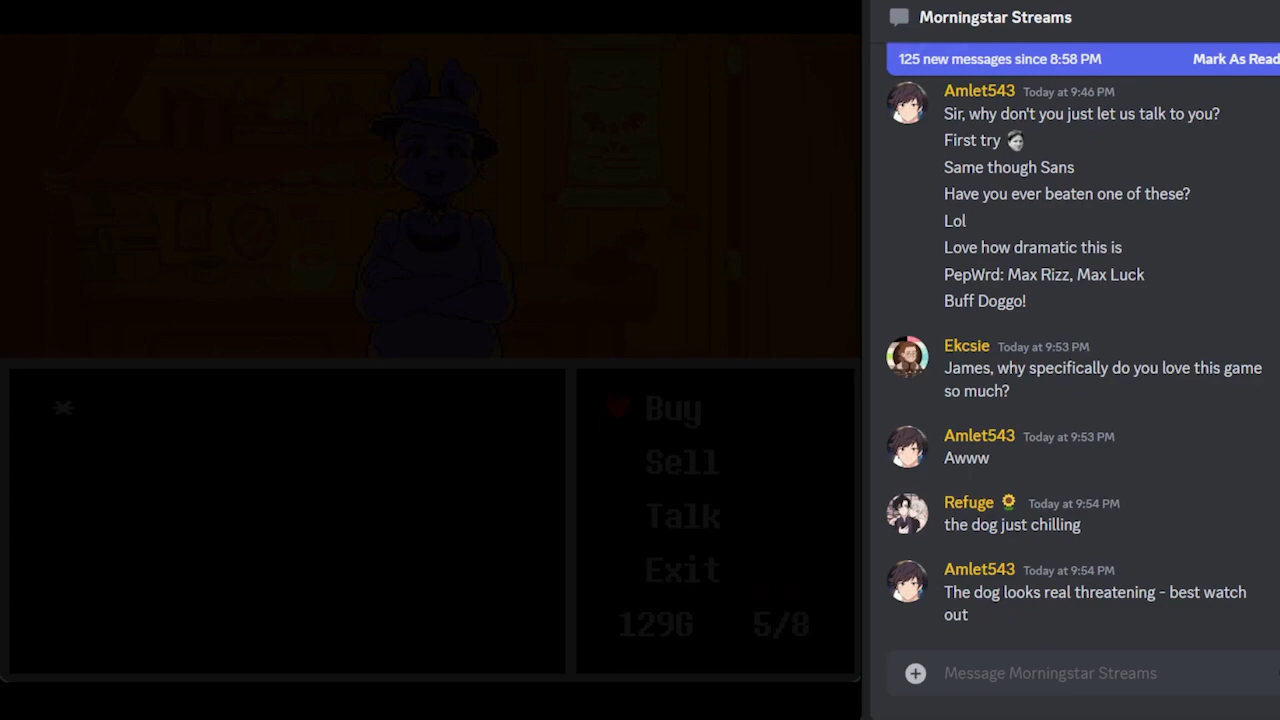 *
Buy
Sell
Talk
Exit
129G 5/8
Morningstar Streams
125 new messages since 8:58 PM Mark As Read
Amlet543 Today at 9:46 PM
Sir, why don't you just let us talk to you?
First try
Same though Sans
Have you ever beaten one of these?
Lol
Love how dramatic this is
PepWrd: Max Rizz, Max Luck
Buff Doggo!
Ekcsie Today at 9:53 PM
James, why specifically do you love this game
so much?
Amlet543 Today at 9:53 PM
Awww
Refuge 🌻 Today at 9:54 PM
the dog just chilling
Amlet543 Today at 9:54 PM
The dog looks real threatening - best watch
out
Message Morningstar Streams